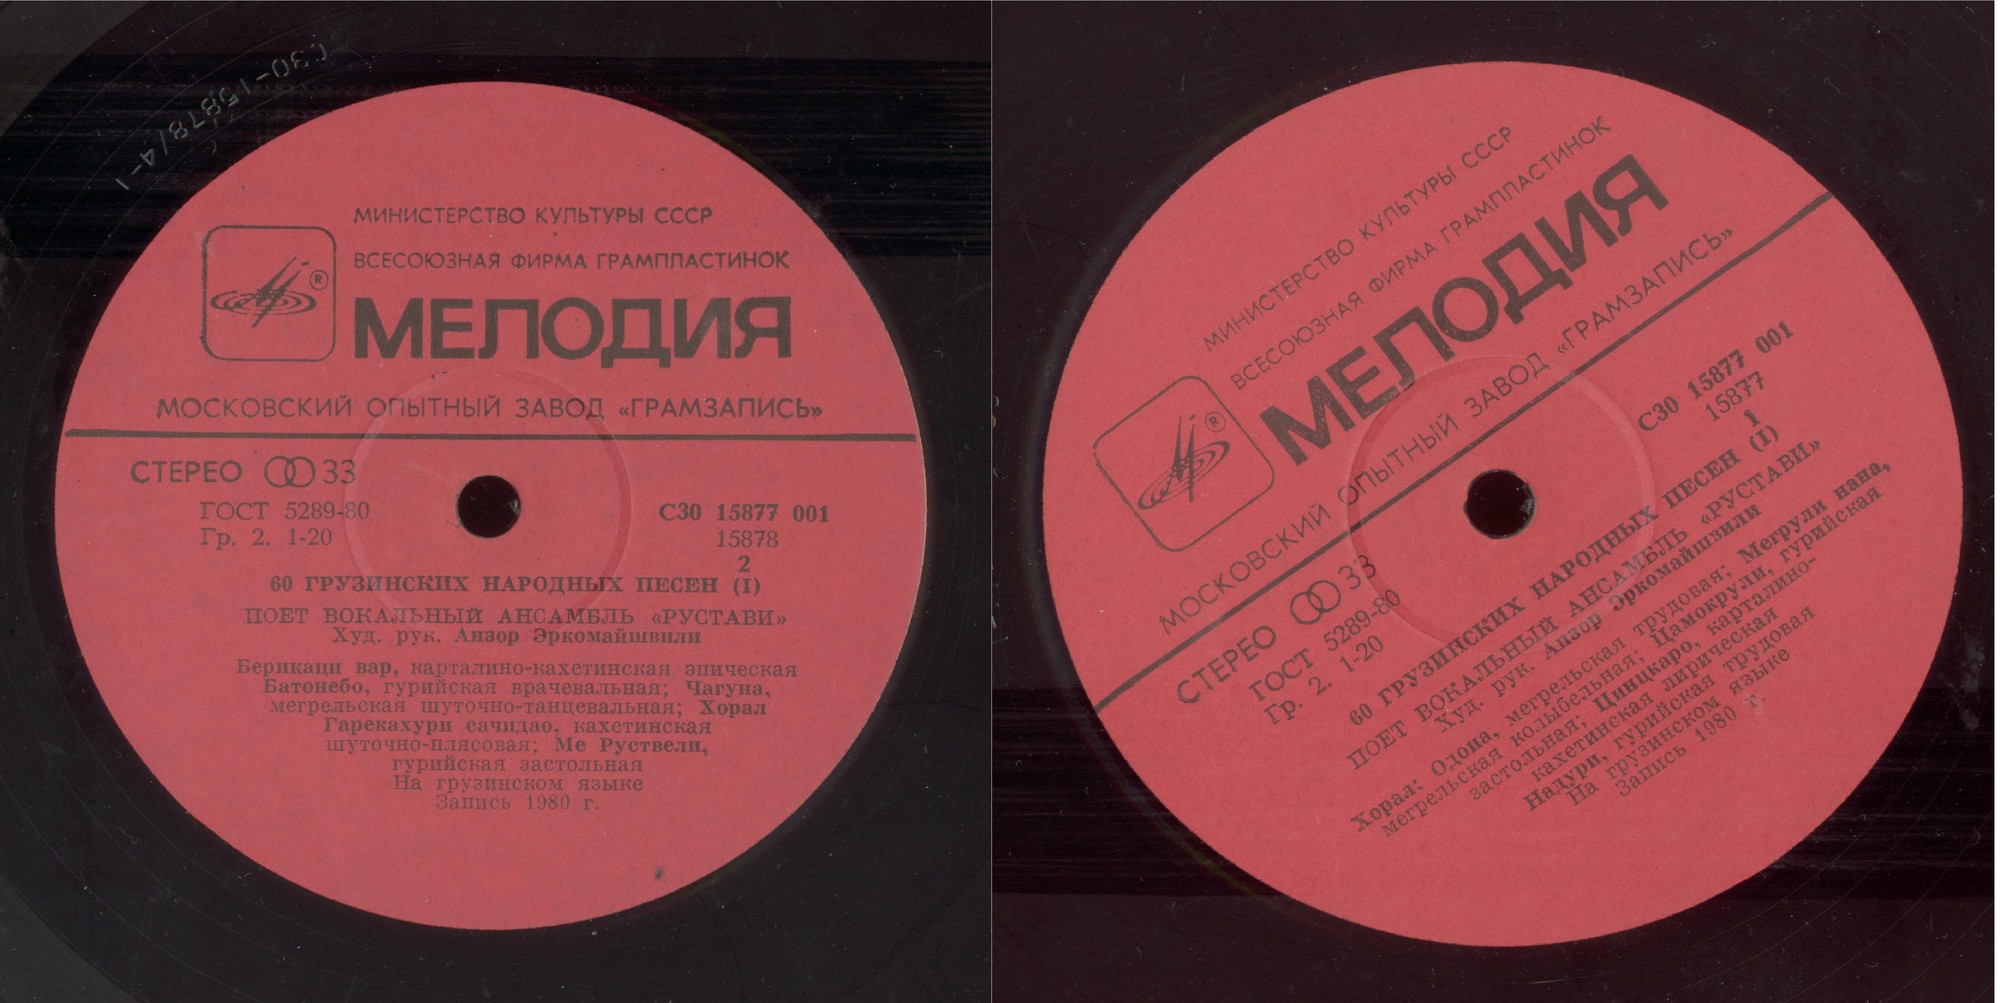 С30-15878/4-1
МИНИСТЕРСТВО КУЛЬТУРЫ СССР
ВСЕСОЮЗНАЯ ФИРМА ГРАМПЛАСТИНОК
®
МЕЛОДИЯ
МОСКОВСКИЙ ОПЫТНЫЙ ЗАВОД «ГРАМЗАПИСЬ»
СТЕРЕО 33
ГОСТ 5289-80
Гр. 2. 1-20
С30 15877 001
15878
2
60 ГРУЗИНСКИХ НАРОДНЫХ ПЕСЕН (I)
ПОЕТ ВОКАЛЬНЫЙ АНСАМБЛЬ «РУСТАВИ»
Худ. рук. Анзор Эркомайшвили
Берикаци вар, карталино-кахетинская эпическая
Батонебо, гурийская врачевальная; Чагуна,
мегрельская шуточно-танцевальная; Хорал
Гарекахури сачидао, кахетинская
шуточно-плясовая; Ме Руствели,
гурийская застольная
На грузинском языке
Запись 1980 г.
МИНИСТЕРСТВО КУЛЬТУРЫ СССР
ВСЕСОЮЗНАЯ ФИРМА ГРАМПЛАСТИНОК
®
МЕЛОДИЯ
МОСКОВСКИЙ ОПЫТНЫЙ ЗАВОД «ГРАМЗАПИСЬ»
СТЕРЕО 33
ГОСТ 5289-80
Гр. 2. 1-20
С30 15877 001
15877
1
60 ГРУЗИНСКИХ НАРОДНЫХ ПЕСЕН (I)
ПОЕТ ВОКАЛЬНЫЙ АНСАМБЛЬ «РУСТАВИ»
Худ. рук. Анзор Эркомайшвили
Хорал; Одоиа, мегрельская трудовая; Мегрули нана,
мегрельская колыбельная; Цамокрули, гурийская
застольная; Цинцкаро, карталино-
кахетинская лирическая
Надури, гурийская трудовая
На грузинском языке
Запись 1980 г.